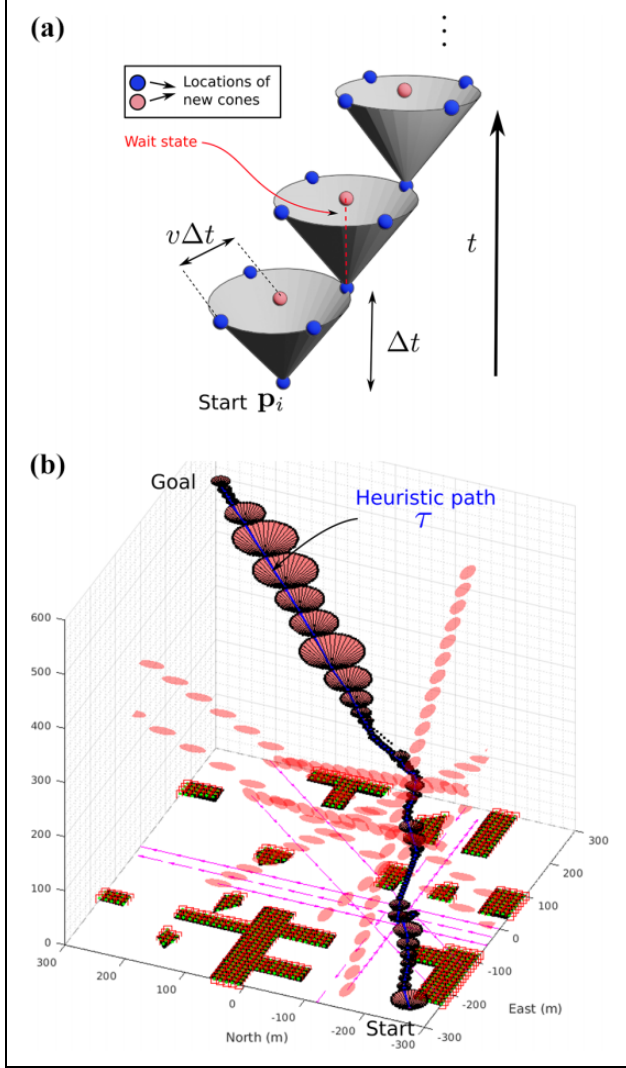 (a)
Locations of
new cones
Wait state
vΔt
t
Δt
Start p_i
(b)
Goal
Heuristic path
τ
600
500
400
300
200
100
0
300
200
100
0
-100
-200
-300
North (m)
Start
-300
-200
-100
0
100
200
300
East (m)